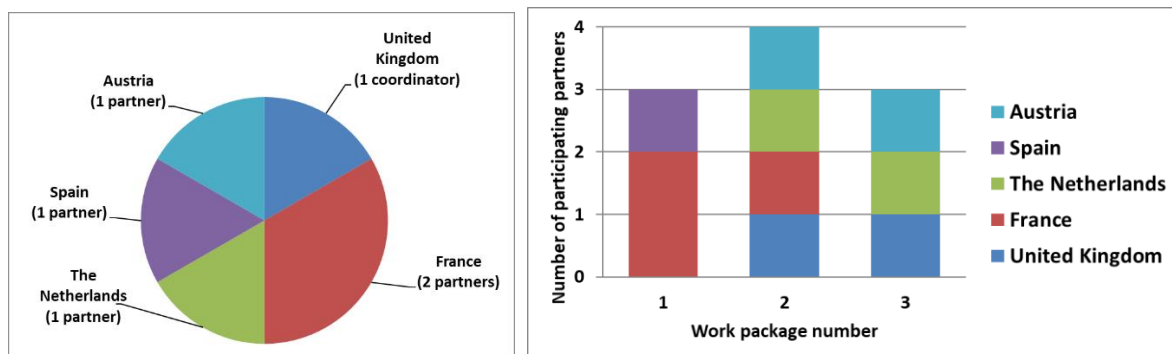 United
Kingdom
(1 coordinator)
Austria
(1 partner)
Spain
(1 partner)
The
Netherlands
(1 partner)
France
(2 partners)
Number of participating partners
4
3
2
1
0
1 2 3
Work package number
Austria
Spain
The Netherlands
France
United Kingdom